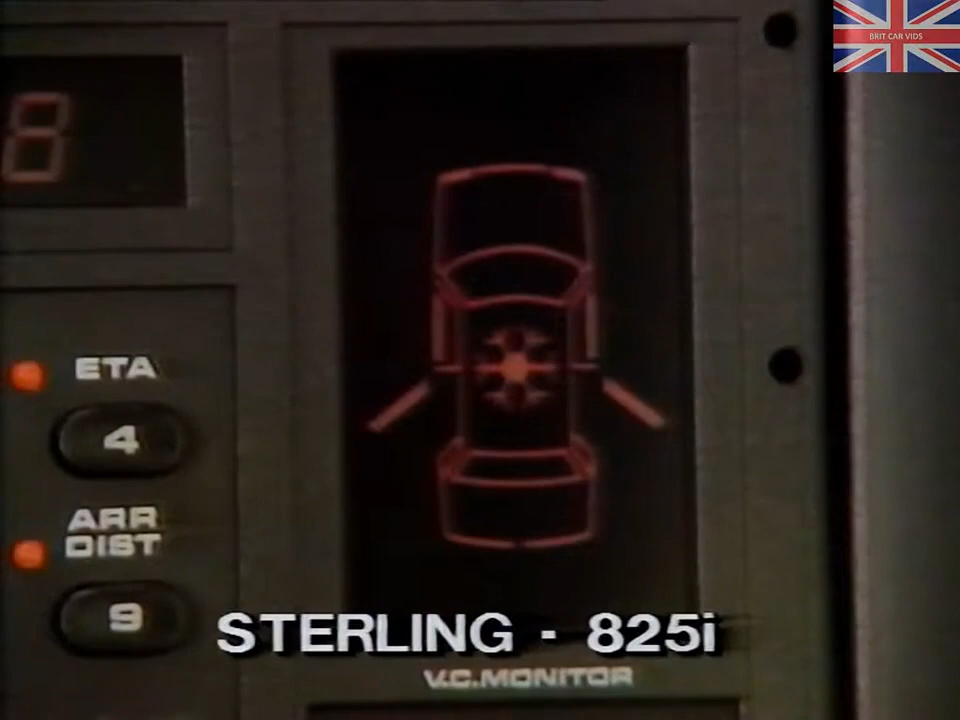 BRIT CAR VIDS
8
ETA
4
ARR
DIST
9
STERLING - 825i
V.C.MONITOR